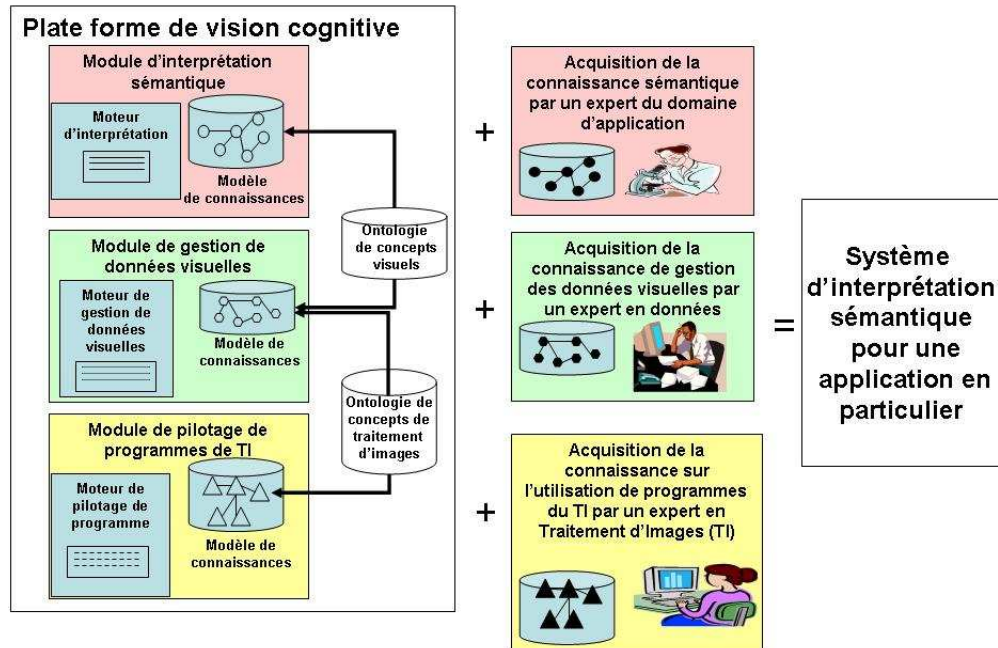 Plate forme de vision cognitive
Module d'interprétation
sémantique
Moteur
d'interprétation
Modèle
de connaissances
Ontologie
de concepts
visuels
Module de gestion de
données visuelles
Moteur de
gestion de
données
visuelles
Modèle de
connaissances
Ontologie de
concepts de
traitement
d'images
Module de pilotage de
programmes de TI
Moteur de
pilotage de
programme
Modèle de
connaissances
+
Acquisition de la
connaissance sémantique
par un expert du domaine
d'application
+
Acquisition de la
connaissance de gestion
des données visuelles par
un expert en données
+
Acquisition de la
connaissance sur
l'utilisation de programmes
du TI par un expert en
Traitement d'Images (TI)
=
Système
d'interprétation
sémantique
pour une
application en
particulier